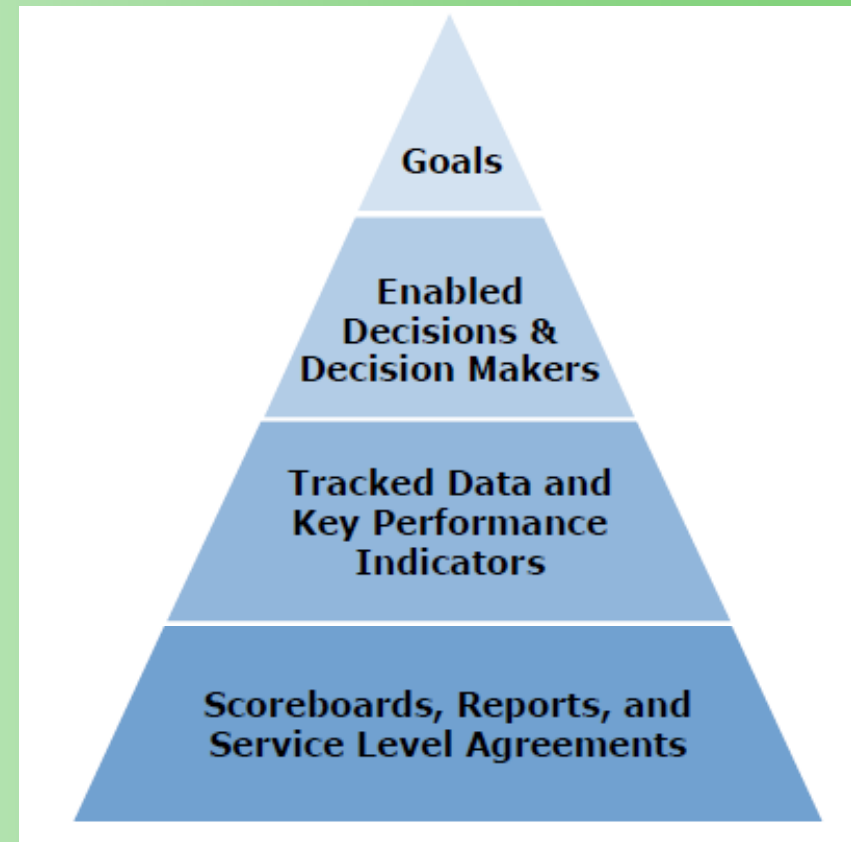 Goals
Enabled
Decisions &
Decision Makers
Tracked Data and
Key Performance
Indicators
Scoreboards, Reports, and
Service Level Agreements